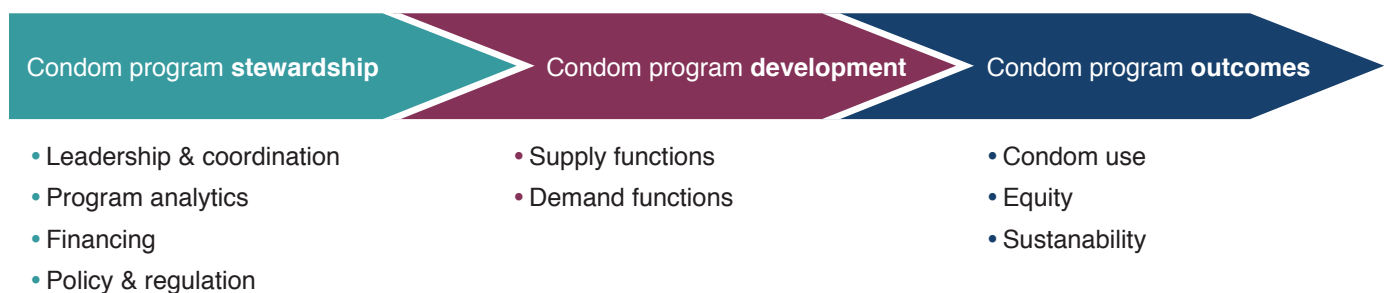 Condom program stewardship
Condom program development
Condom program outcomes
• Leadership & coordination
• Program analytics
• Financing
• Policy & regulation
• Supply functions
• Demand functions
• Condom use
• Equity
• Sustanability